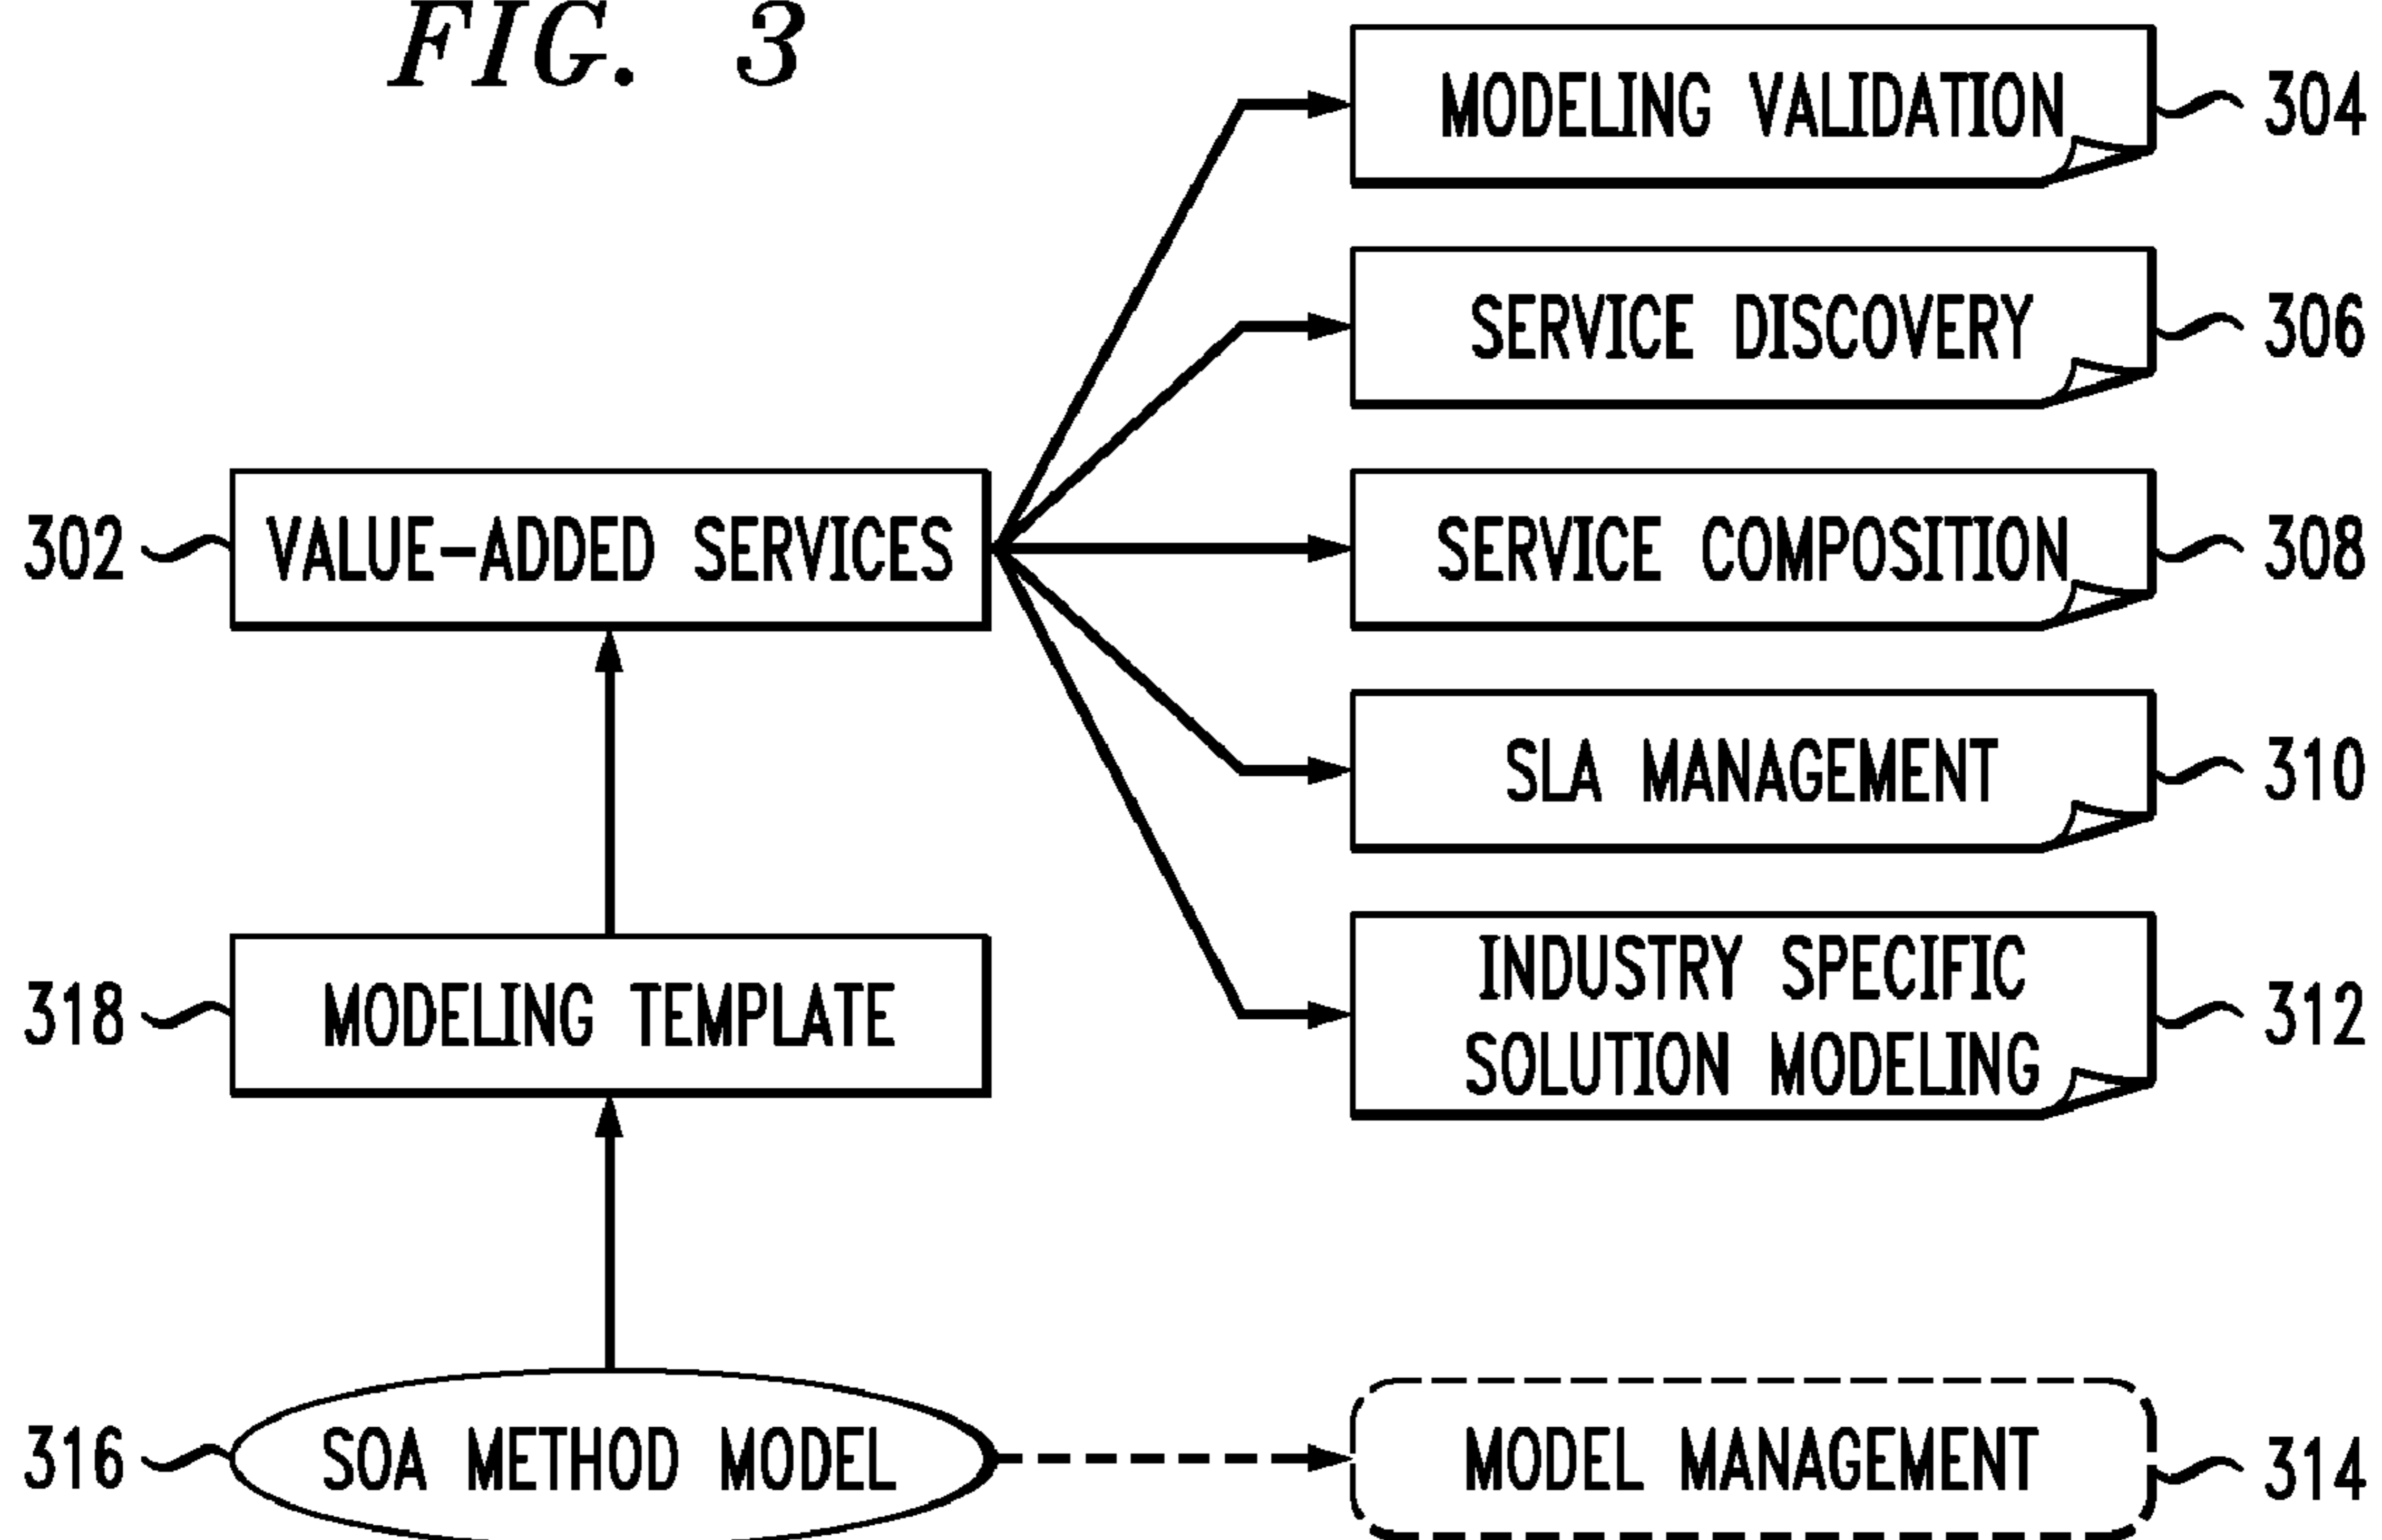 FIG. 3
MODELING VALIDATION 304
SERVICE DISCOVERY 306
302 VALUE-ADDED SERVICES
SERVICE COMPOSITION 308
SLA MANAGEMENT 310
318 MODELING TEMPLATE
INDUSTRY SPECIFIC
SOLUTION MODELING 312
316 SOA METHOD MODEL
MODEL MANAGEMENT 314